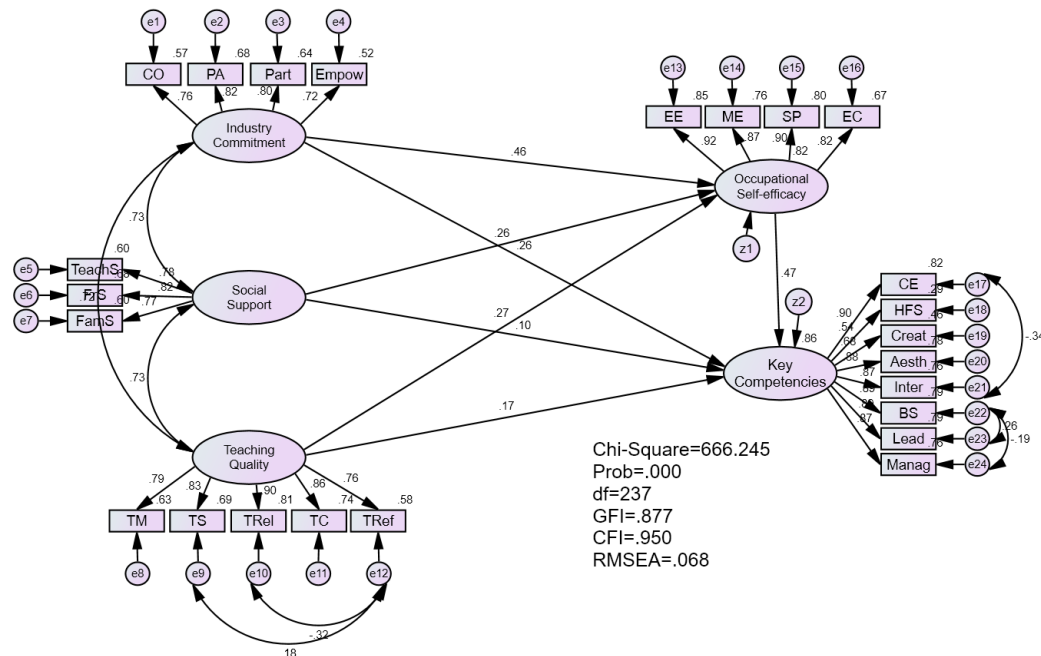 e1 e2 e3 e4
.57 .68 .64 .52
CO PA Part Empow
.76 .82 .80 .72
Industry
Commitment
e13 e14 e15 e16
.85 .76 .80 .67
EE ME SP EC
.92 .87 .90 .82
.82
Occupational
Self-efficacy
z1
.46
.26
.26
.73
.60
e5 TeachS .78
e6 FrS .82
e7 FamS .77
.60
Social
Support
.27
.10
.47
z2
.86
Key
Competencies
.82
CE e17
.29
HFS e18
.46
Creat e19
.78
Aesth e20
.76
Inter e21
.79
BS e22
.79
Lead e23
.76
Manag e24
.90
.54
.88
.87
.87
-.34
-.19
.73
.17
Teaching
Quality
.79 .83 .90 .86 .76
.63 .69 .81 .74 .58
TM TS TRel TC TRef
e8 e9 e10 e11 e12
-.32
.18
Chi-Square=666.245
Prob=.000
df=237
GFI=.877
CFI=.950
RMSEA=.068